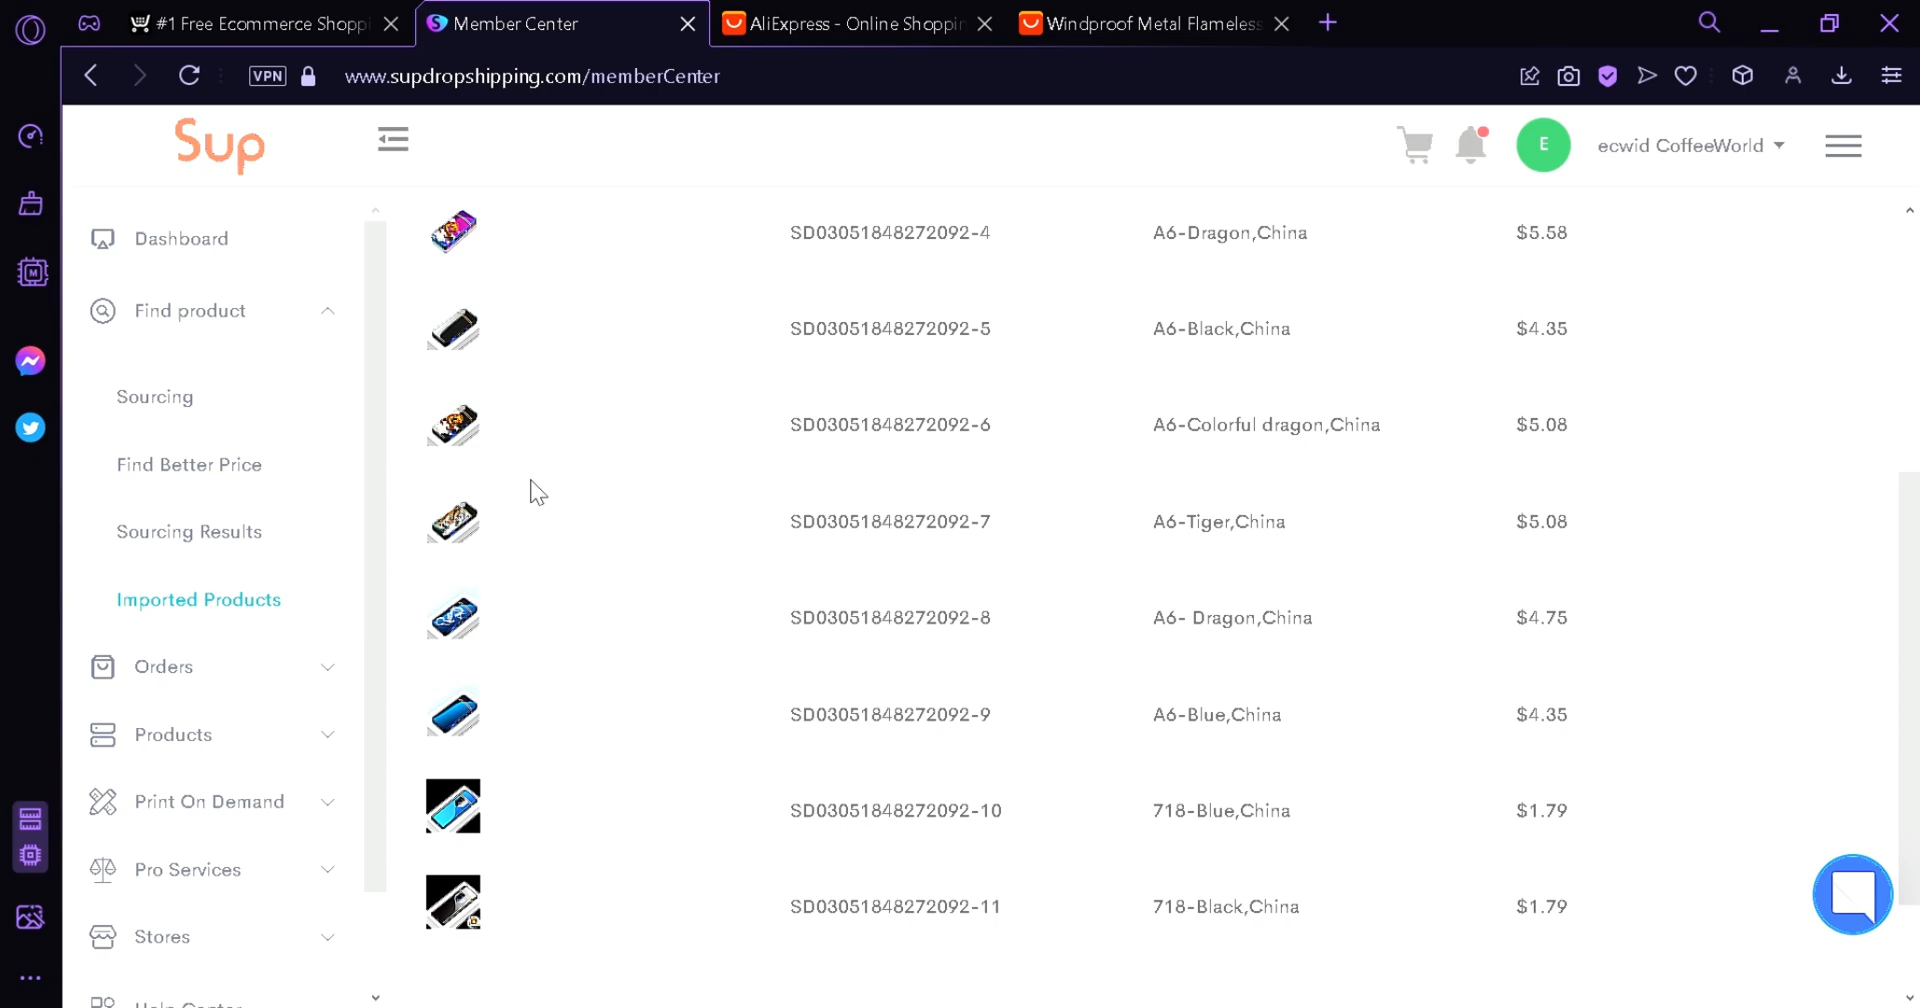 #1 Free Ecommerce Shoppi
Member Center
AliExpress - Online Shoppin
Windproof Metal Flameless
VPN
www.supdropshipping.com/memberCenter
Sup
E
ecwid CoffeeWorld
Dashboard
Find product
Sourcing
Find Better Price
Sourcing Results
Imported Products
Orders
Products
Print On Demand
Pro Services
Stores
Help Center
SD03051848272092-4 A6-Dragon,China $5.58
SD03051848272092-5 A6-Black,China $4.35
SD03051848272092-6 A6-Colorful dragon,China $5.08
SD03051848272092-7 A6-Tiger,China $5.08
SD03051848272092-8 A6- Dragon,China $4.75
SD03051848272092-9 A6-Blue,China $4.35
SD03051848272092-10 718-Blue,China $1.79
SD03051848272092-11 718-Black,China $1.79